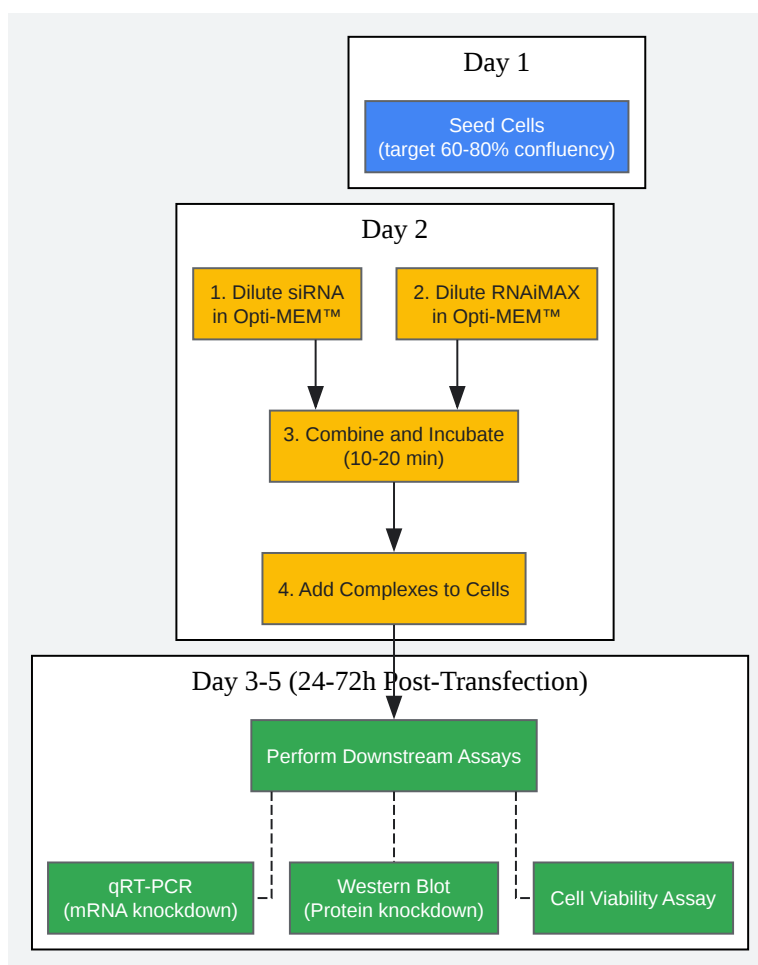 Day 1
Seed Cells
(target 60-80% confluency)
Day 2
1. Dilute siRNA
in Opti-MEM™
2. Dilute RNAiMAX
in Opti-MEM™
3. Combine and Incubate
(10-20 min)
4. Add Complexes to Cells
Day 3-5 (24-72h Post-Transfection)
Perform Downstream Assays
qRT-PCR
(mRNA knockdown)
Western Blot
(Protein knockdown)
Cell Viability Assay